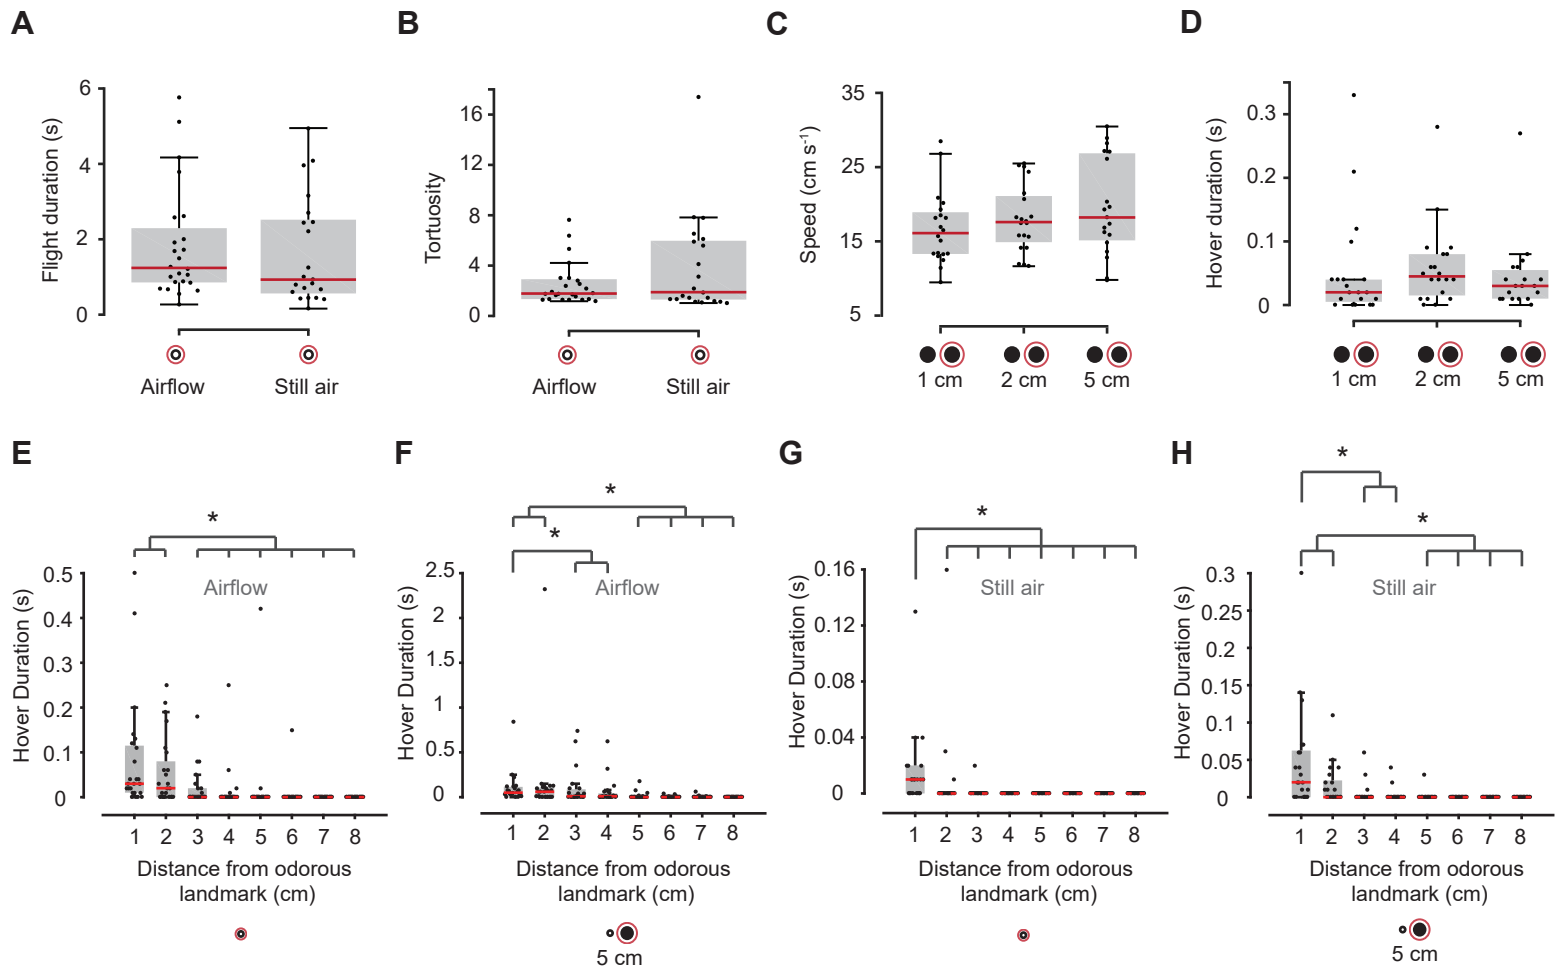 A
B
C
D
Flight duration (s)
6
4
2
0
Airflow
Still air
Tortuosity
16
12
8
4
0
Airflow
Still air
Speed (cm s⁻¹)
35
25
15
5
1 cm
2 cm
5 cm
Hover duration (s)
0.3
0.2
0.1
0
1 cm
2 cm
5 cm
E
F
G
H
*
Airflow
Hover Duration (s)
0.5
0.4
0.3
0.2
0.1
0
1 2 3 4 5 6 7 8
Distance from odorous
landmark (cm)
*
*
Airflow
Hover Duration (s)
2.5
2
1.5
1
0.5
0
1 2 3 4 5 6 7 8
Distance from odorous
landmark (cm)
5 cm
*
Still air
Hover Duration (s)
0.16
0.12
0.08
0.04
0
1 2 3 4 5 6 7 8
Distance from odorous
landmark (cm)
*
*
Still air
Hover Duration (s)
0.3
0.25
0.2
0.15
0.1
0.05
0
1 2 3 4 5 6 7 8
Distance from odorous
landmark (cm)
5 cm